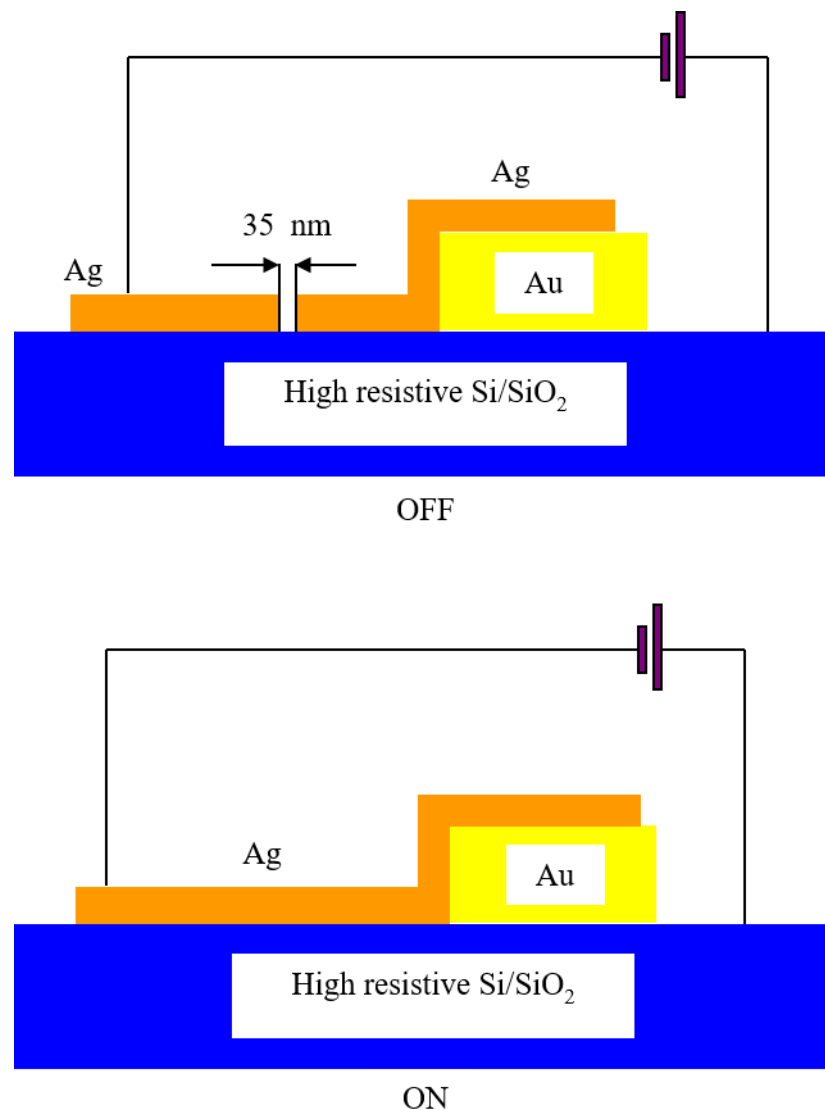 Ag
35 nm
Ag
Au
High resistive Si/SiO₂
OFF
Ag
Au
High resistive Si/SiO₂
ON